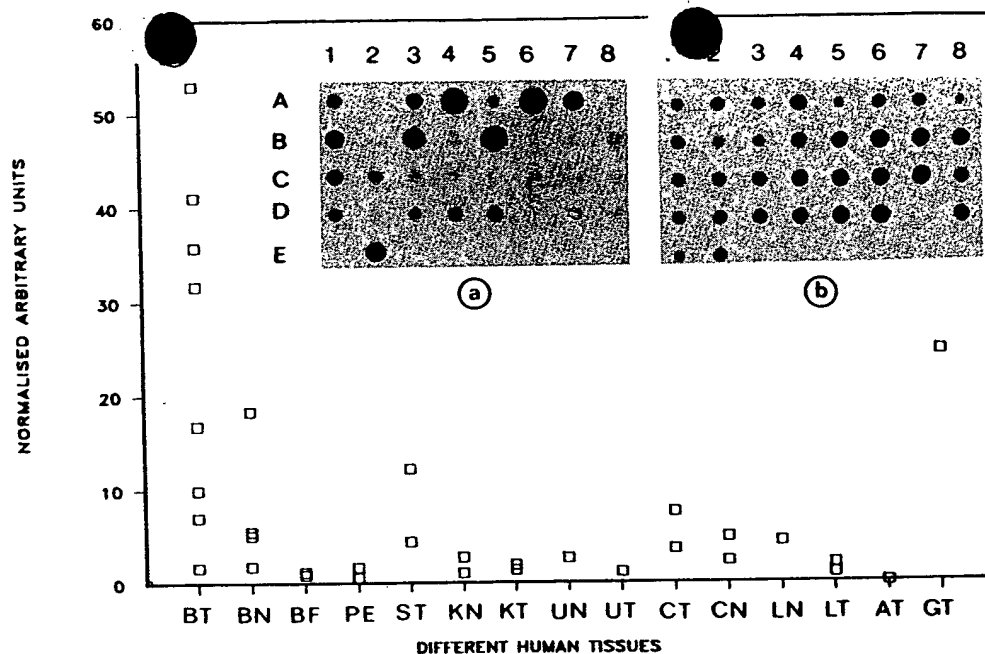 60
50
40
30
20
10
0
NORMALISED ARBITRARY UNITS
1 2 3 4 5 6 7 8
A
B
C
D
E
a
2 3 4 5 6 7 8
b
BT BN BF PE ST KN KT UN UT CT CN LN LT AT GT
DIFFERENT HUMAN TISSUES